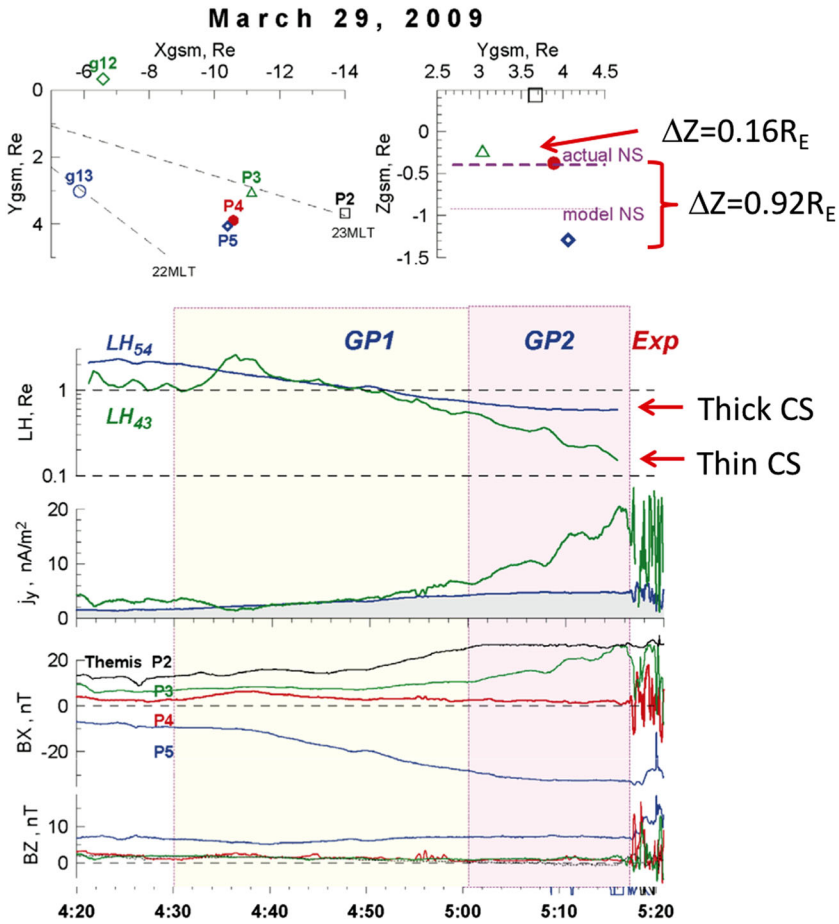 March 29, 2009
Xgsm, Re
g12
-6 -8 -10 -11 -14
0
2
4
Ygsm, Re
g13
P3
P4
P5
P2
23MLT
22MLT
Ygsm, Re
2.5 3 3.5 4 4.5
0
-0.5
-1
-1.5
Zgsm, Re
actual NS
model NS
ΔZ=0.16RE
ΔZ=0.92RE
LH54
GP1
GP2
Exp
LH43
1
0.1
LH, Re
Thick CS
Thin CS
20
10
0
jy , nA/m2
Themis P2
P3
P4
P5
20
0
-20
BX , nT
10
0
BZ , nT
4:20 4:30 4:40 4:50 5:00 5:10 5:20